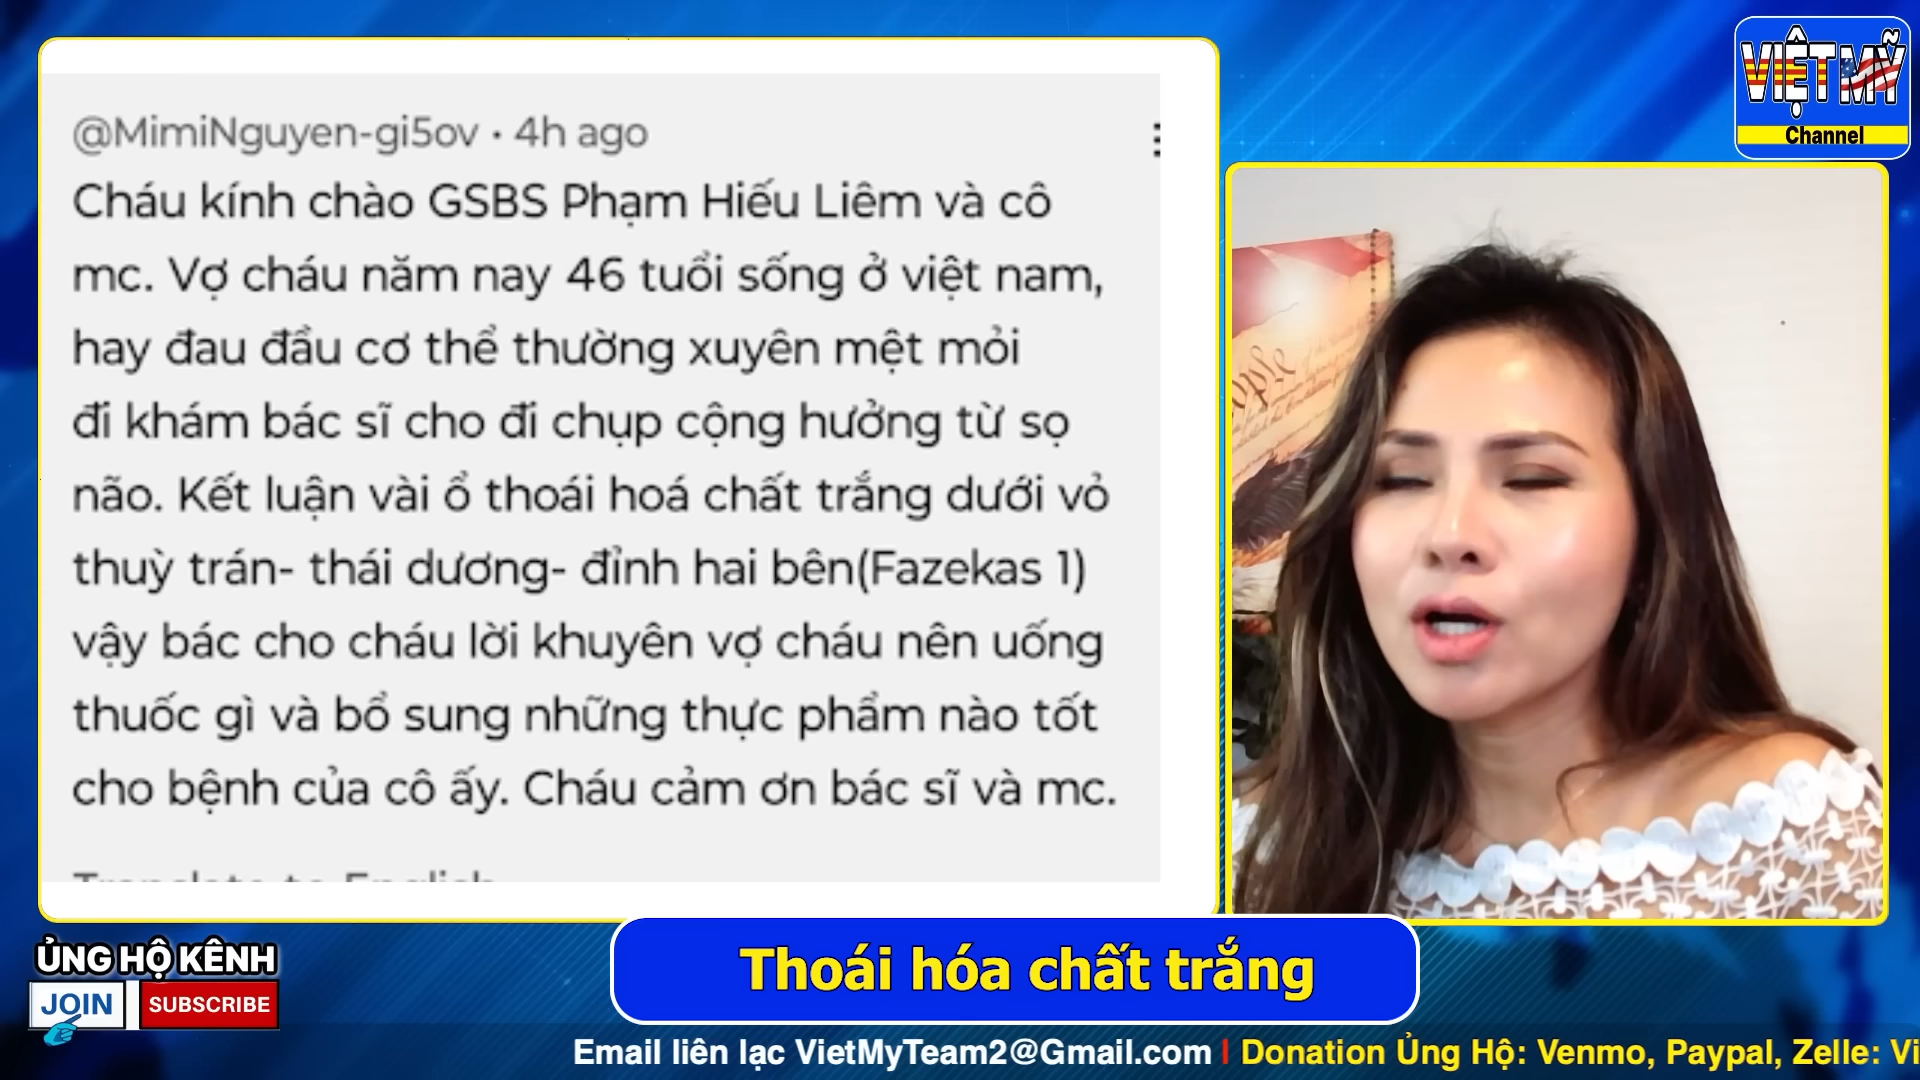 VIỆT MỸ
Channel
@MimiNguyen-gi5ov • 4h ago
Cháu kính chào GSBS Phạm Hiếu Liêm và cô
mc. Vợ cháu năm nay 46 tuổi sống ở việt nam,
hay đau đầu cơ thể thường xuyên mệt mỏi
đi khám bác sĩ cho đi chụp cộng hưởng từ sọ
não. Kết luận vài ổ thoái hoá chất trắng dưới vỏ
thuỳ trán- thái dương- đỉnh hai bên(Fazekas 1)
vậy bác cho cháu lời khuyên vợ cháu nên uống
thuốc gì và bổ sung những thực phẩm nào tốt
cho bệnh của cô ấy. Cháu cảm ơn bác sĩ và mc.
Translate to English
ỦNG HỘ KÊNH
JOIN SUBSCRIBE
Thoái hóa chất trắng
Email liên lạc VietMyTeam2@Gmail.com | Donation Ủng Hộ: Venmo, Paypal, Zelle: Vi